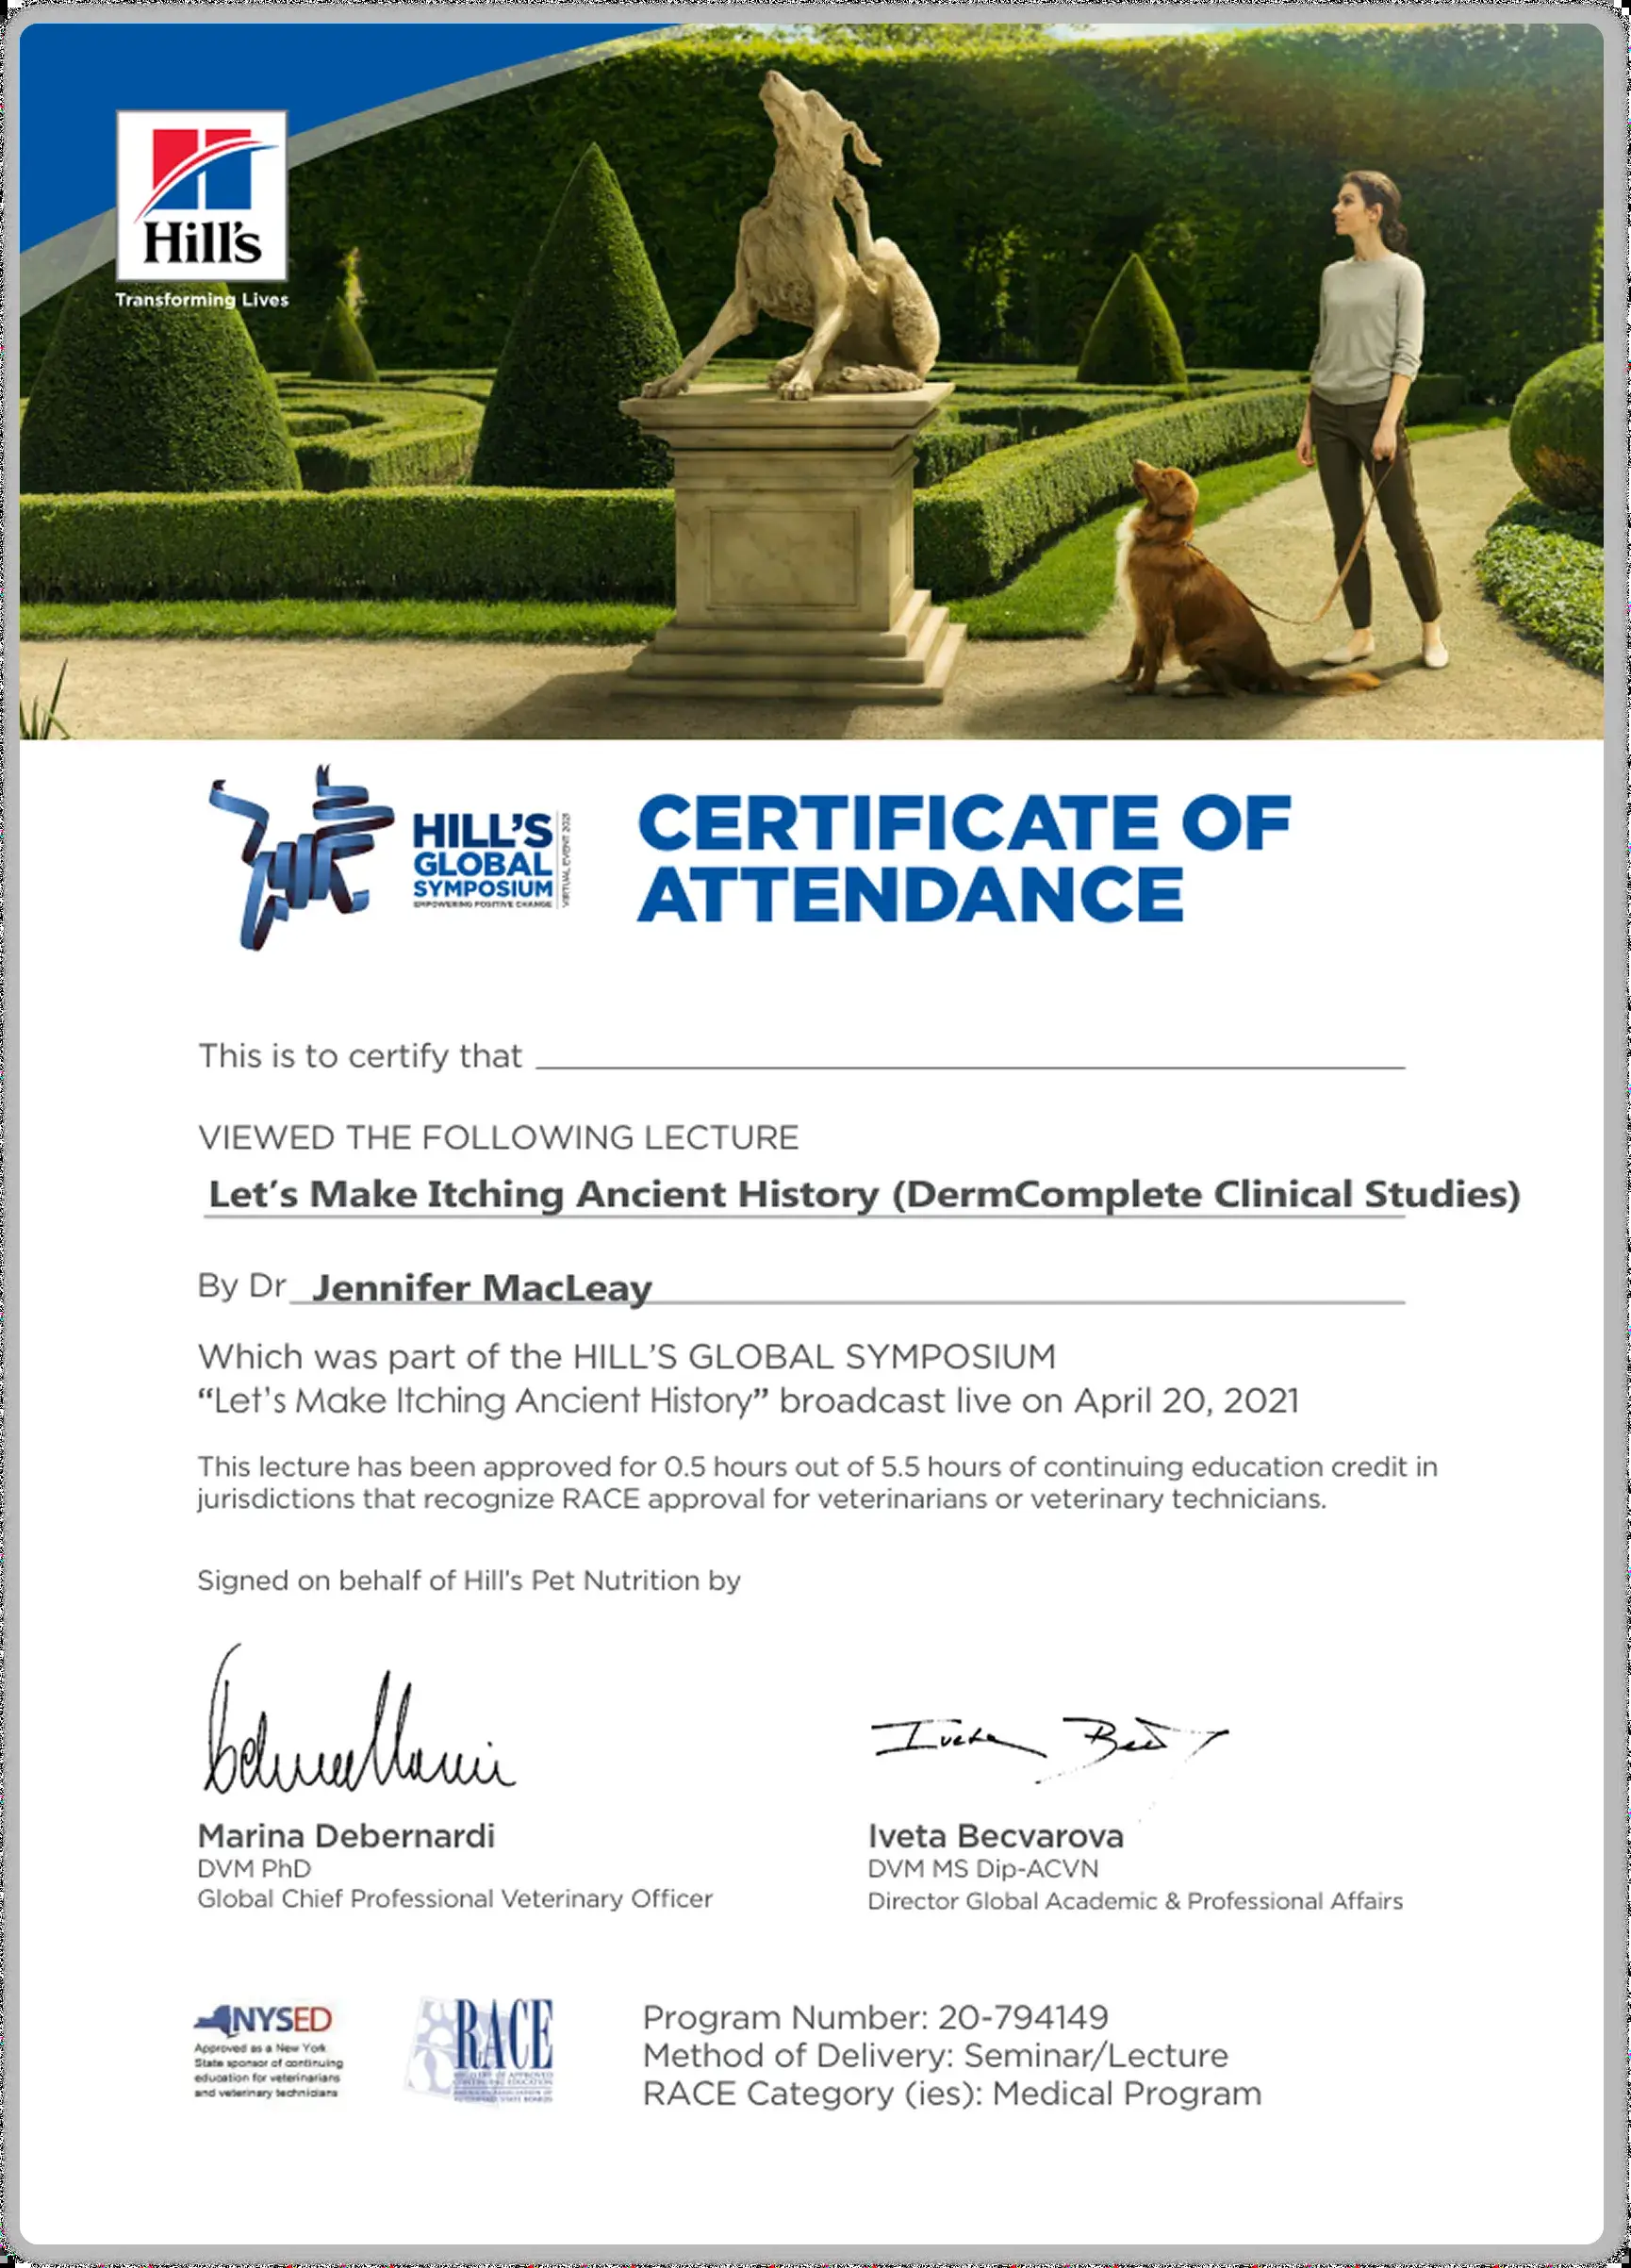 Hill's
Transforming Lives
HILL'S
GLOBAL
SYMPOSIUM
EMPOWERING POSITIVE CHANGE
VIRTUAL EVENT 2021
CERTIFICATE OF
ATTENDANCE
This is to certify that
VIEWED THE FOLLOWING LECTURE
Let's Make Itching Ancient History (DermComplete Clinical Studies)
By Dr Jennifer MacLeay
Which was part of the HILL'S GLOBAL SYMPOSIUM
“Let's Make Itching Ancient History” broadcast live on April 20, 2021
This lecture has been approved for 0.5 hours out of 5.5 hours of continuing education credit in
jurisdictions that recognize RACE approval for veterinarians or veterinary technicians.
Signed on behalf of Hill's Pet Nutrition by
Marina Debernardi
DVM PhD
Global Chief Professional Veterinary Officer
Iveta Becvarova
DVM MS Dip-ACVN
Director Global Academic & Professional Affairs
NYSED
Approved as a New York
State sponsor of continuing
education for veterinarians
and veterinary technicians
RACE
Program Number: 20-794149
Method of Delivery: Seminar/Lecture
RACE Category (ies): Medical Program